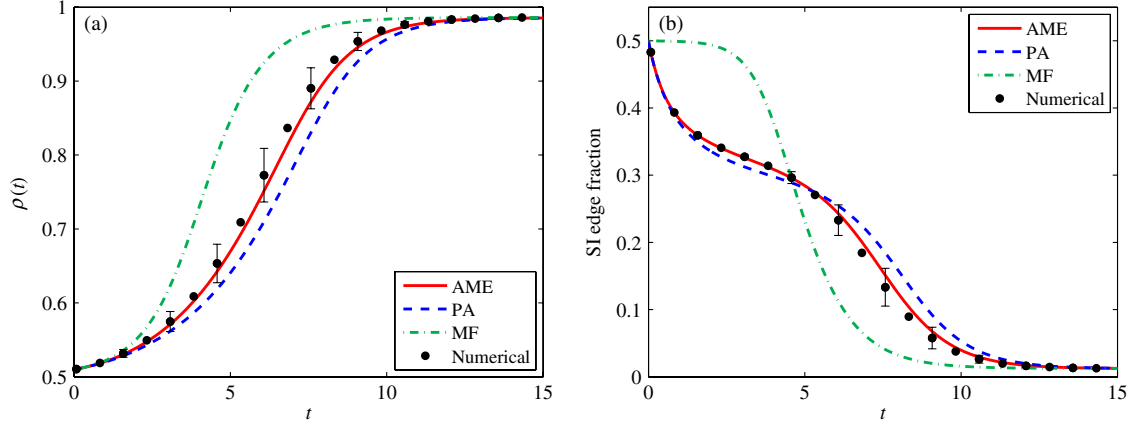 (a)
1
0.9
0.8
0.7
0.6
0.5
ρ(t)
0
5
10
15
t
AME
PA
MF
Numerical
(b)
0.5
0.4
0.3
0.2
0.1
0
SI edge fraction
0
5
10
15
t
AME
PA
MF
Numerical